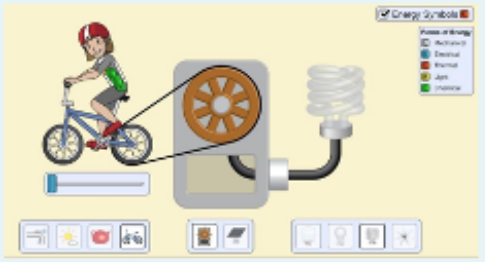 Energy Symbols
Forms of Energy
Mechanical
Electrical
Thermal
Light
Chemical